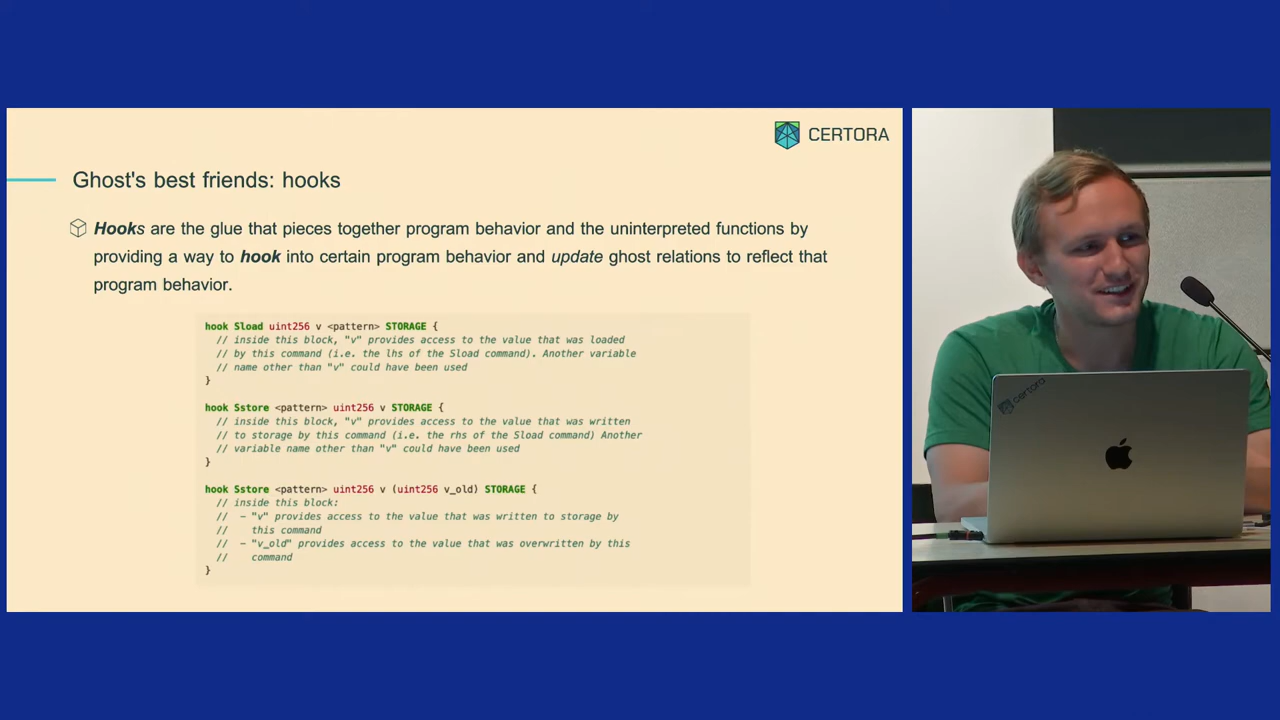 CERTORA
Ghost's best friends: hooks
Hooks are the glue that pieces together program behavior and the uninterpreted functions by
providing a way to hook into certain program behavior and update ghost relations to reflect that
program behavior.
hook Sload uint256 v <pattern> STORAGE {
// inside this block, "v" provides access to the value that was loaded
// by this command (i.e. the lhs of the Sload command). Another variable
// name other than "v" could have been used
}
hook Sstore <pattern> uint256 v STORAGE {
// inside this block, "v" provides access to the value that was written
// to storage by this command (i.e. the rhs of the Sload command) Another
// variable name other than "v" could have been used
}
hook Sstore <pattern> uint256 v (uint256 v_old) STORAGE {
// inside this block:
// – "v" provides access to the value that was written to storage by
// this command
// – "v_old" provides access to the value that was overwritten by this
// command
}
certora